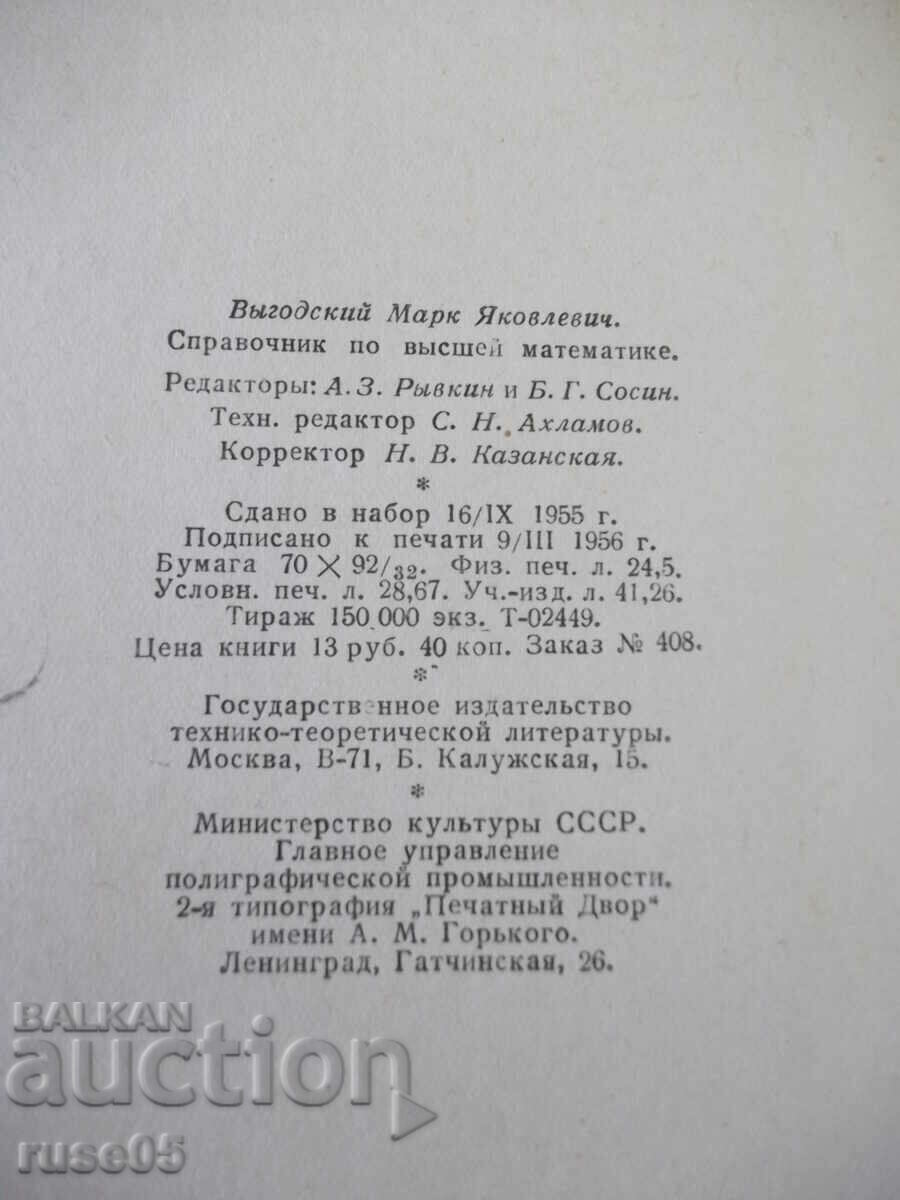 Выгодский Марк Яковлевич.
Справочник по высшей математике.
Редакторы: А. З. Рывкин и Б. Г. Сосин.
Техн. редактор С. Н. Ахламов.
Корректор Н. В. Казанская.
*
Сдано в набор 16/IX 1955 г.
Подписано к печати 9/III 1956 г.
Бумага 70 × 92/32. Физ. печ. л. 24,5.
Условн. печ. л. 28,67. Уч.-изд. л. 41,26.
Тираж 150 000 экз. Т-02449.
Цена книги 13 руб. 40 коп. Заказ № 408.
*
Государственное издательство
технико-теоретической литературы.
Москва, В-71, Б. Калужская, 15.
*
Министерство культуры СССР.
Главное управление
полиграфической промышленности.
2-я типография „Печатный Двор“
имени А. М. Горького.
Ленинград, Гатчинская, 26.
BALKAN
auction
ruse05